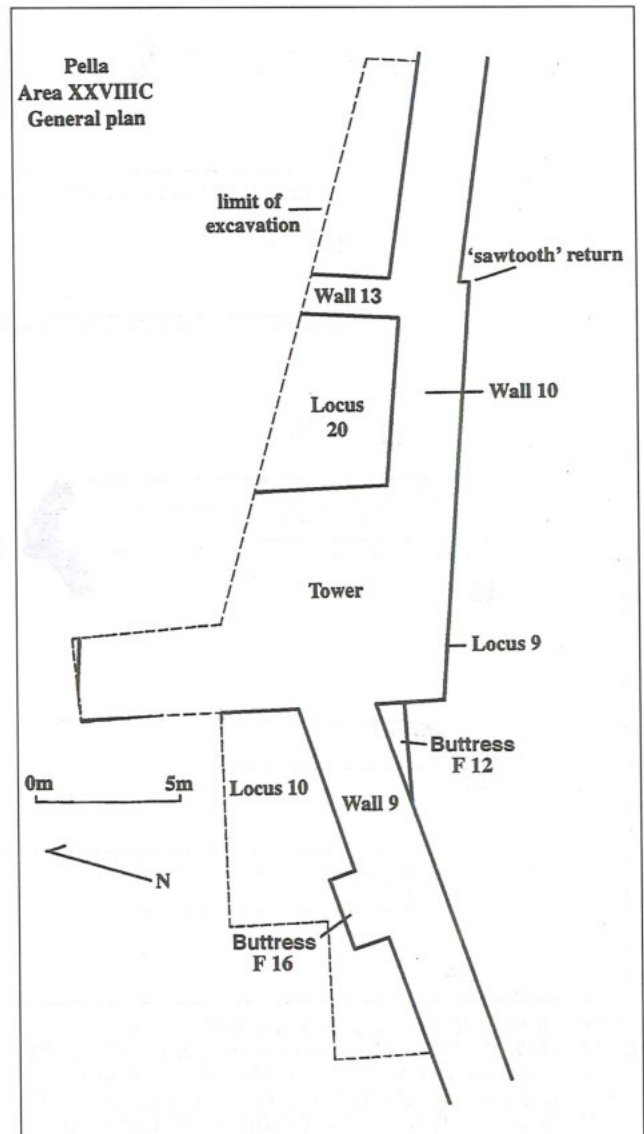 Pella
Area XXVIIIC
General plan
limit of
excavation
'sawtooth' return
Wall 13
Wall 10
Locus
20
Tower
Locus 9
Buttress
F 12
0m 5m
Locus 10
Wall 9
N
Buttress
F 16